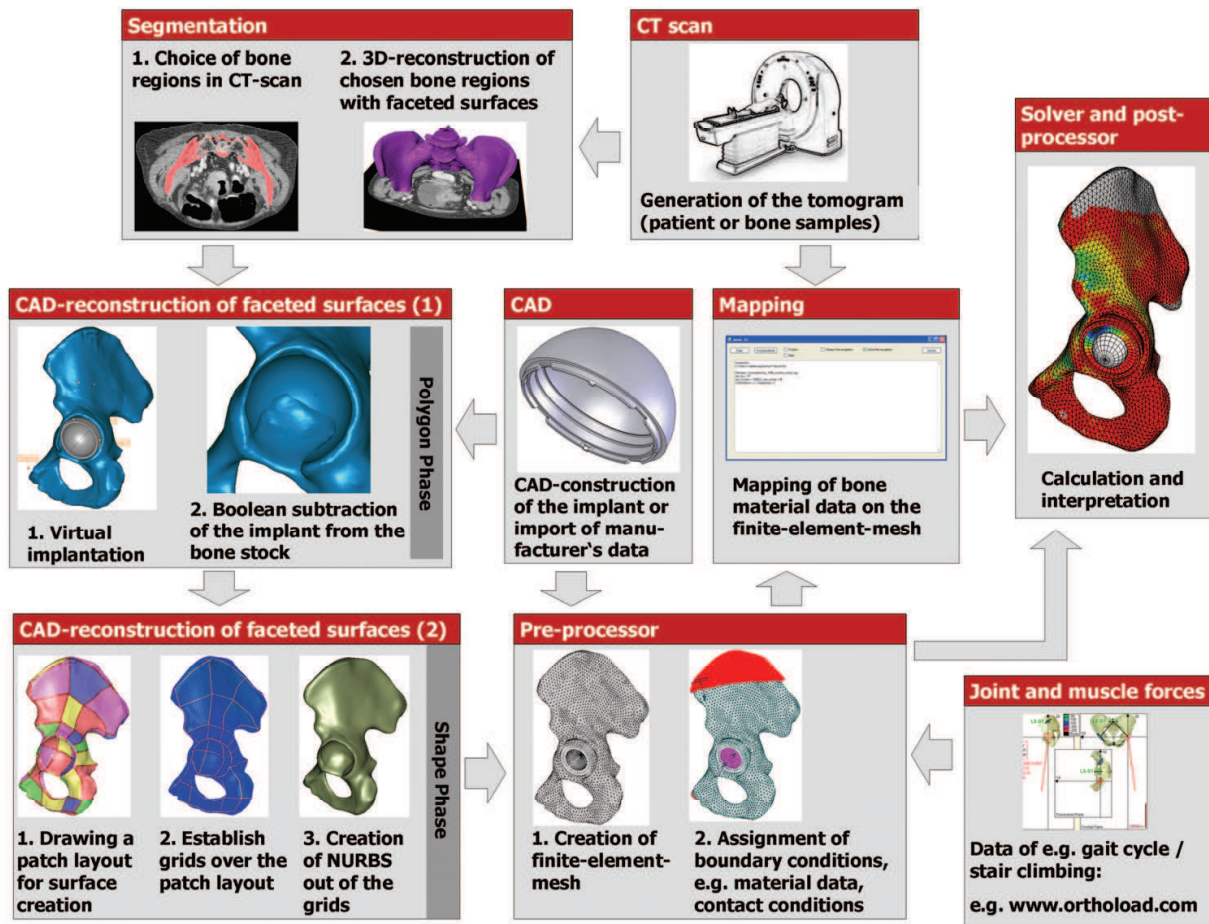 Segmentation
1. Choice of bone
regions in CT-scan
2. 3D-reconstruction of
chosen bone regions
with faceted surfaces
CT scan
Generation of the tomogram
(patient or bone samples)
Solver and post-
processor
Calculation and
interpretation
CAD-reconstruction of faceted surfaces (1)
1. Virtual
implantation
2. Boolean subtraction
of the implant from the
bone stock
Polygon Phase
CAD
CAD-construction
of the implant or
import of manu-
facturer's data
Mapping
Mapping of bone
material data on the
finite-element-mesh
CAD-reconstruction of faceted surfaces (2)
1. Drawing a
patch layout
for surface
creation
2. Establish
grids over the
patch layout
3. Creation
of NURBS
out of the
grids
Shape Phase
Pre-processor
1. Creation of
finite-element-
mesh
2. Assignment of
boundary conditions,
e.g. material data,
contact conditions
Joint and muscle forces
Data of e.g. gait cycle /
stair climbing:
e.g. www.orthoload.com